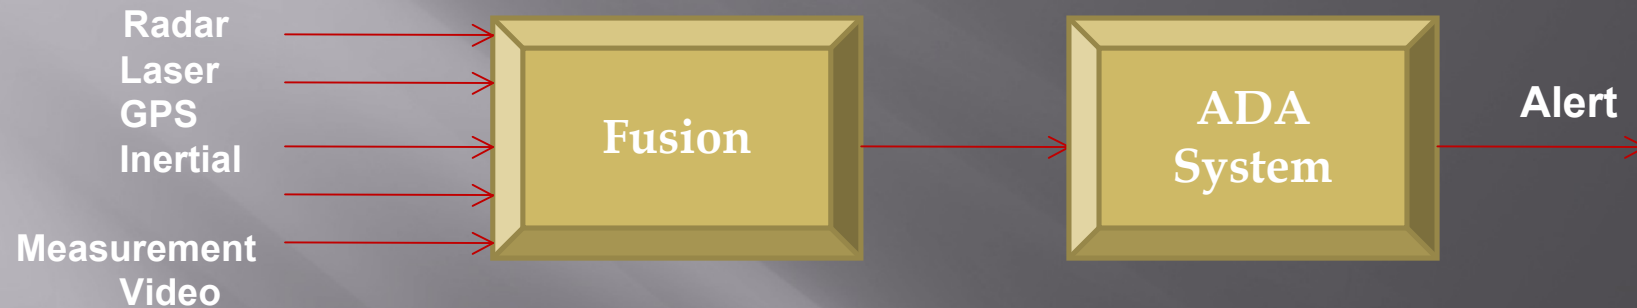 Radar
Laser
GPS
Inertial
Measurement
Video
Fusion
ADA
System
Alert